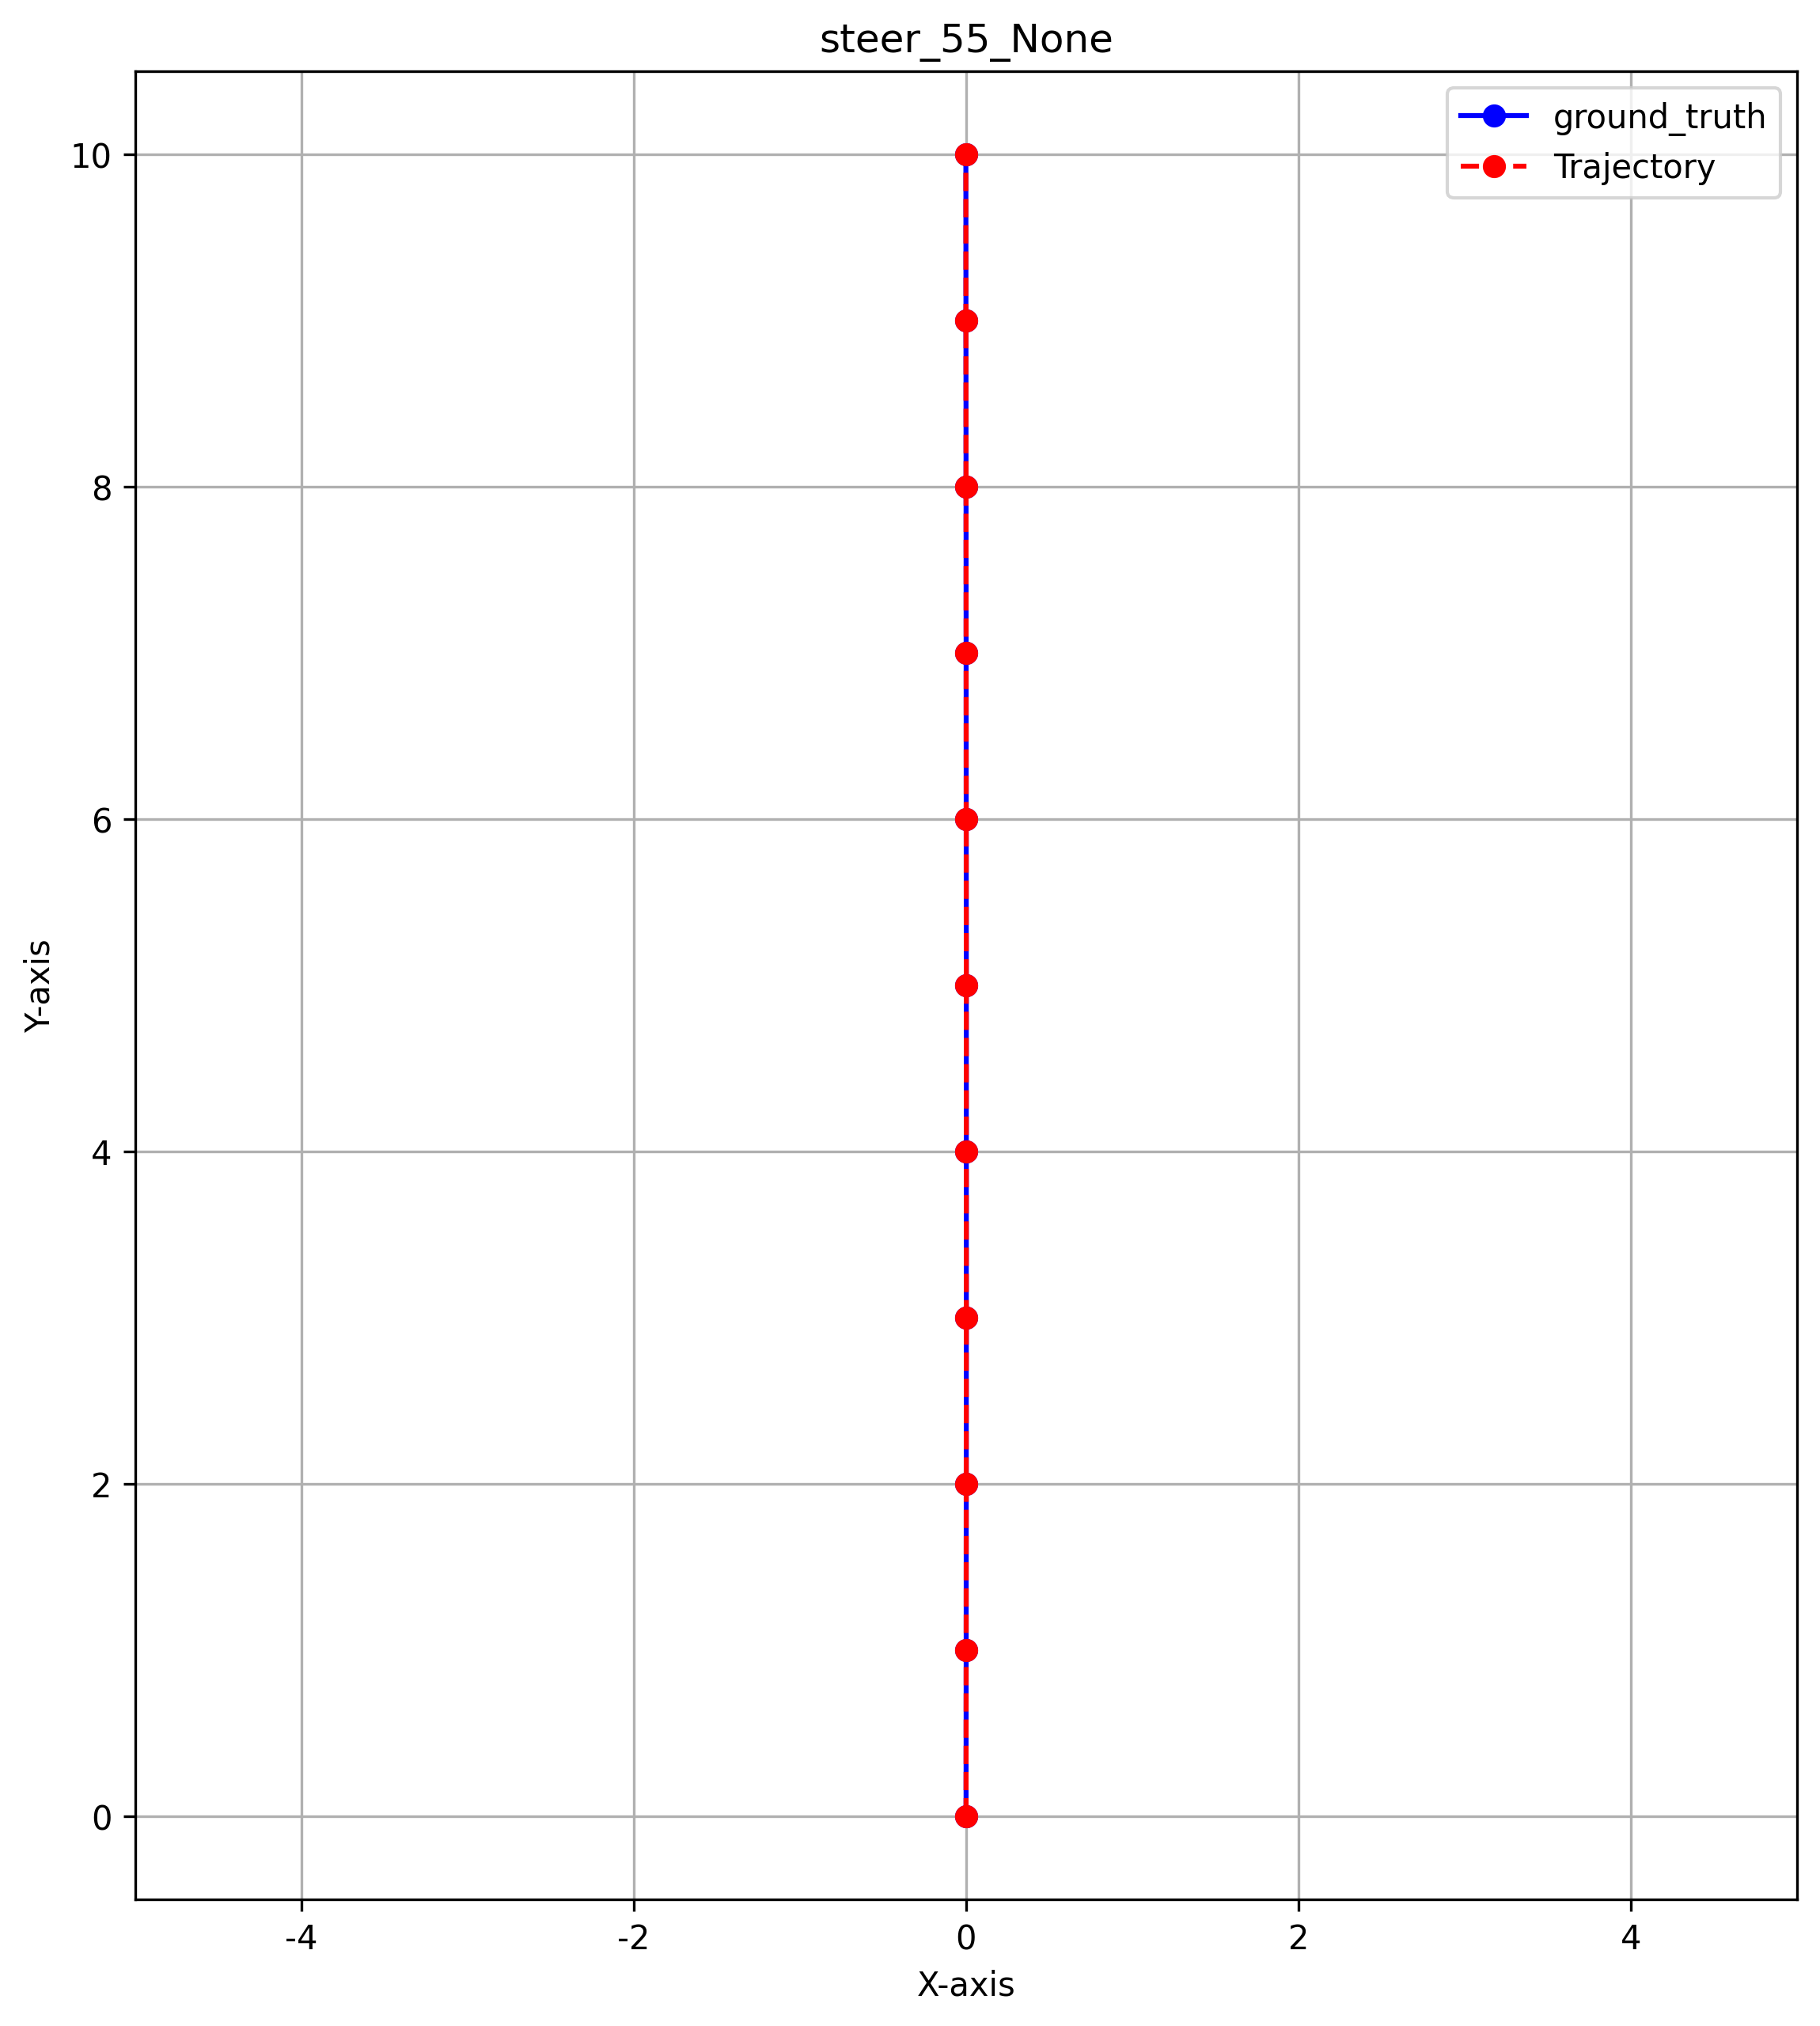 steer_55_None
ground_truth
Trajectory
10
8
6
4
2
0
Y-axis
-4
-2
0
2
4
X-axis